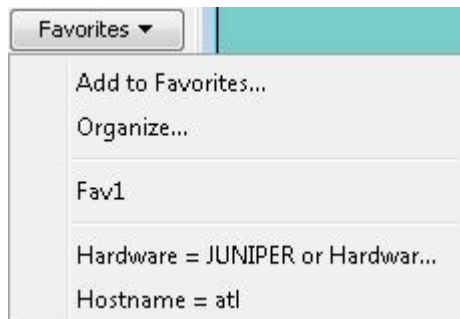 Favorites ▼
Add to Favorites...
Organize...
Fav1
Hardware = JUNIPER or Hardwar...
Hostname = atl